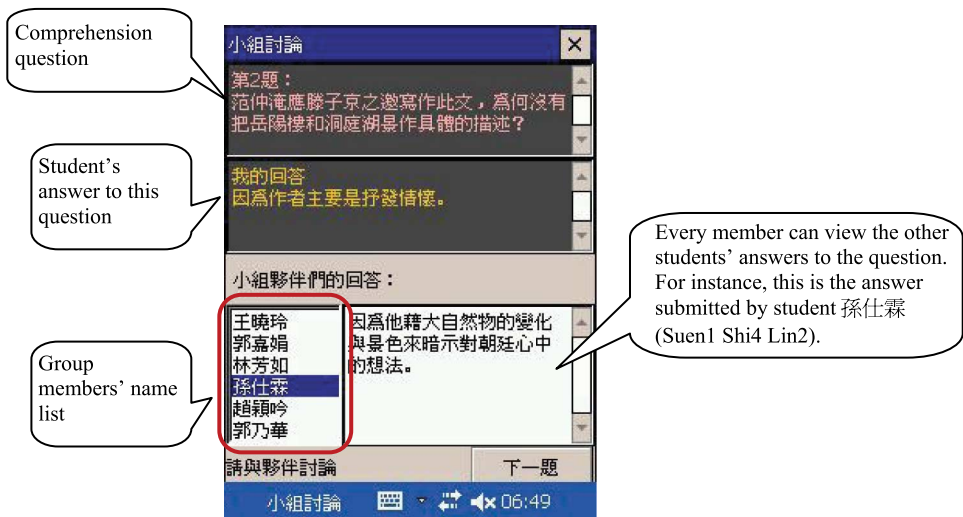 Comprehension
question
小組討論
第2題：
范仲淹應滕子京之邀寫作此文，爲何沒有
把岳陽樓和洞庭湖景作具體的描述？
Student’s
answer to this
question
我的回答
因爲作者主要是抒發情懷。
Every member can view the other
students’ answers to the question.
For instance, this is the answer
submitted by student 孫仕霖
(Suen1 Shi4 Lin2).
小組夥伴們的回答：
Group
members’ name
list
王曉玲
郭嘉娟
林芳如
孫仕霖
趙穎吟
郭乃華
因爲他藉大自然物的變化
與景色來暗示對朝廷心中
的想法。
請與夥伴討論
下一題
小組討論
06:49